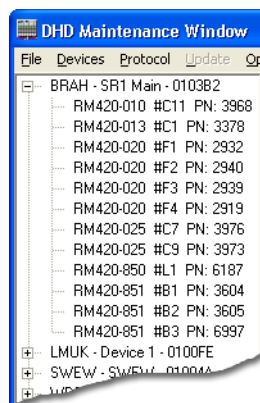 DHD Maintenance Window
File Devices Protocol Update
BRAH - SR1 Main - 0103B2
RM420-010 #C11 PN: 3968
RM420-013 #C1 PN: 3378
RM420-020 #F1 PN: 2932
RM420-020 #F2 PN: 2940
RM420-020 #F3 PN: 2939
RM420-020 #F4 PN: 2919
RM420-025 #C7 PN: 3976
RM420-025 #C9 PN: 3973
RM420-850 #L1 PN: 6187
RM420-851 #B1 PN: 3604
RM420-851 #B2 PN: 3605
RM420-851 #B3 PN: 6997
LMUK - Device 1 - 0100FE
SWEW - SWEW